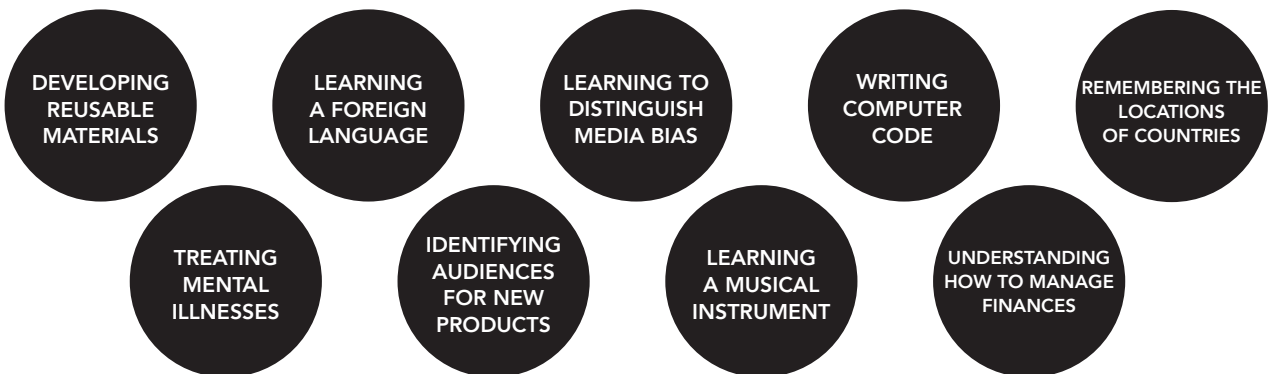 DEVELOPING
REUSABLE
MATERIALS
LEARNING
A FOREIGN
LANGUAGE
LEARNING TO
DISTINGUISH
MEDIA BIAS
WRITING
COMPUTER
CODE
REMEMBERING THE
LOCATIONS
OF COUNTRIES
TREATING
MENTAL
ILLNESSES
IDENTIFYING
AUDIENCES
FOR NEW
PRODUCTS
LEARNING
A MUSICAL
INSTRUMENT
UNDERSTANDING
HOW TO MANAGE
FINANCES